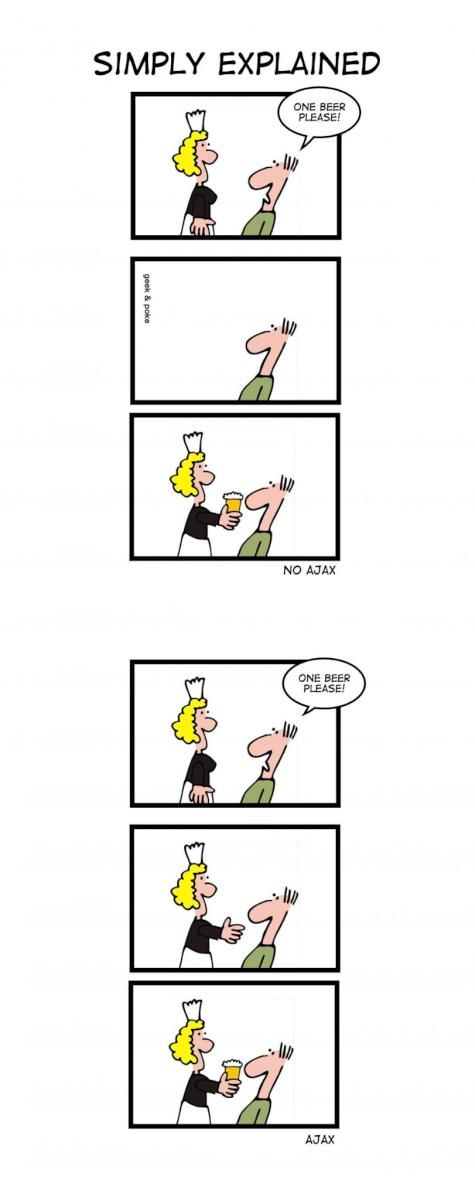 SIMPLY EXPLAINED
ONE BEER
PLEASE!
geek & poke
NO AJAX
ONE BEER
PLEASE!
AJAX